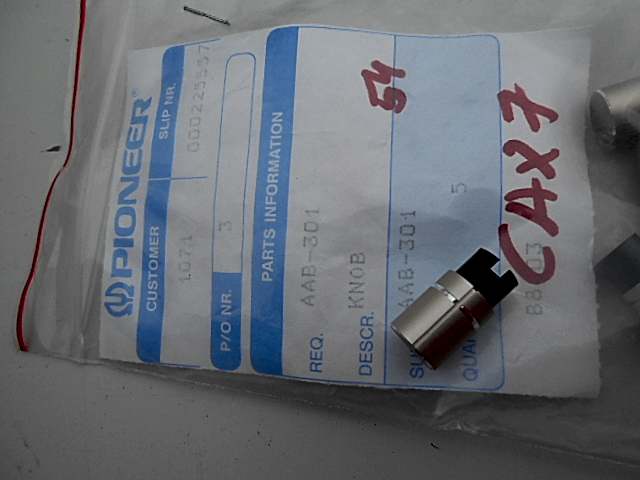 PIONEER
SLIP NR.
000225557
CUSTOMER
1071
P/O NR.
3
PARTS INFORMATION
REQ. AAB-301
DESCR. KNOB
AAB-301
5
54
CAX7